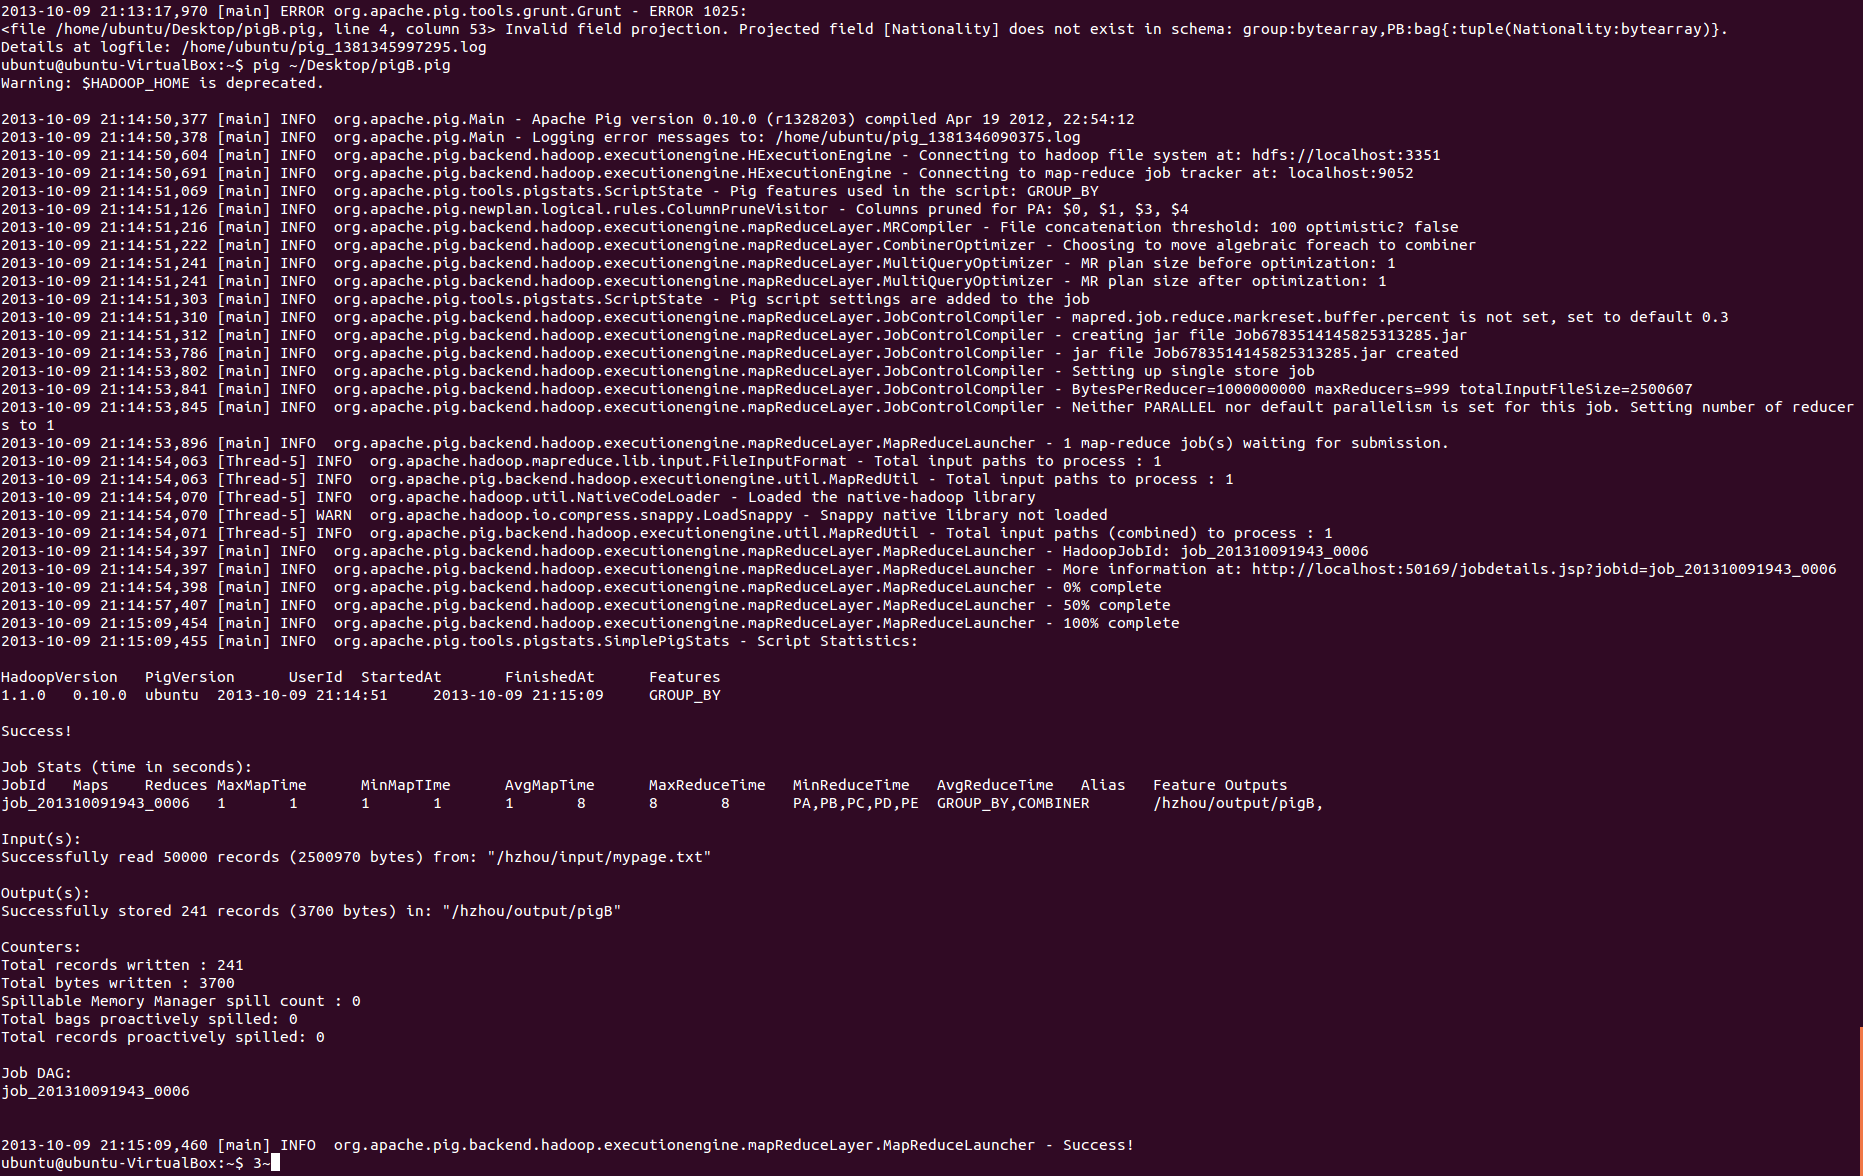 2013-10-09 21:13:17,970 [main] ERROR org.apache.pig.tools.grunt.Grunt - ERROR 1025:
<file /home/ubuntu/Desktop/pigB.pig, line 4, column 53> Invalid field projection. Projected field [Nationality] does not exist in schema: group:bytearray,PB:bag{:tuple(Nationality:bytearray)}.
Details at logfile: /home/ubuntu/pig_1381345997295.log
ubuntu@ubuntu-VirtualBox:~$ pig ~/Desktop/pigB.pig
Warning: $HADOOP_HOME is deprecated.

2013-10-09 21:14:50,377 [main] INFO  org.apache.pig.Main - Apache Pig version 0.10.0 (r1328203) compiled Apr 19 2012, 22:54:12
2013-10-09 21:14:50,378 [main] INFO  org.apache.pig.Main - Logging error messages to: /home/ubuntu/pig_1381346090375.log
2013-10-09 21:14:50,604 [main] INFO  org.apache.pig.backend.hadoop.executionengine.HExecutionEngine - Connecting to hadoop file system at: hdfs://localhost:3351
2013-10-09 21:14:50,691 [main] INFO  org.apache.pig.backend.hadoop.executionengine.HExecutionEngine - Connecting to map-reduce job tracker at: localhost:9052
2013-10-09 21:14:51,069 [main] INFO  org.apache.pig.tools.pigstats.ScriptState - Pig features used in the script: GROUP_BY
2013-10-09 21:14:51,126 [main] INFO  org.apache.pig.newplan.logical.rules.ColumnPruneVisitor - Columns pruned for PA: $0, $1, $3, $4
2013-10-09 21:14:51,216 [main] INFO  org.apache.pig.backend.hadoop.executionengine.mapReduceLayer.MRCompiler - File concatenation threshold: 100 optimistic? false
2013-10-09 21:14:51,222 [main] INFO  org.apache.pig.backend.hadoop.executionengine.mapReduceLayer.CombinerOptimizer - Choosing to move algebraic foreach to combiner
2013-10-09 21:14:51,241 [main] INFO  org.apache.pig.backend.hadoop.executionengine.mapReduceLayer.MultiQueryOptimizer - MR plan size before optimization: 1
2013-10-09 21:14:51,241 [main] INFO  org.apache.pig.backend.hadoop.executionengine.mapReduceLayer.MultiQueryOptimizer - MR plan size after optimization: 1
2013-10-09 21:14:51,303 [main] INFO  org.apache.pig.tools.pigstats.ScriptState - Pig script settings are added to the job
2013-10-09 21:14:51,310 [main] INFO  org.apache.pig.backend.hadoop.executionengine.mapReduceLayer.JobControlCompiler - mapred.job.reduce.markreset.buffer.percent is not set, set to default 0.3
2013-10-09 21:14:51,312 [main] INFO  org.apache.pig.backend.hadoop.executionengine.mapReduceLayer.JobControlCompiler - creating jar file Job6783514145825313285.jar
2013-10-09 21:14:53,786 [main] INFO  org.apache.pig.backend.hadoop.executionengine.mapReduceLayer.JobControlCompiler - jar file Job6783514145825313285.jar created
2013-10-09 21:14:53,802 [main] INFO  org.apache.pig.backend.hadoop.executionengine.mapReduceLayer.JobControlCompiler - Setting up single store job
2013-10-09 21:14:53,841 [main] INFO  org.apache.pig.backend.hadoop.executionengine.mapReduceLayer.JobControlCompiler - BytesPerReducer=1000000000 maxReducers=999 totalInputFileSize=2500607
2013-10-09 21:14:53,845 [main] INFO  org.apache.pig.backend.hadoop.executionengine.mapReduceLayer.JobControlCompiler - Neither PARALLEL nor default parallelism is set for this job. Setting number of reducer
s to 1
2013-10-09 21:14:53,896 [main] INFO  org.apache.pig.backend.hadoop.executionengine.mapReduceLayer.MapReduceLauncher - 1 map-reduce job(s) waiting for submission.
2013-10-09 21:14:54,063 [Thread-5] INFO  org.apache.hadoop.mapreduce.lib.input.FileInputFormat - Total input paths to process : 1
2013-10-09 21:14:54,063 [Thread-5] INFO  org.apache.pig.backend.hadoop.executionengine.util.MapRedUtil - Total input paths to process : 1
2013-10-09 21:14:54,070 [Thread-5] INFO  org.apache.hadoop.util.NativeCodeLoader - Loaded the native-hadoop library
2013-10-09 21:14:54,070 [Thread-5] WARN  org.apache.hadoop.io.compress.snappy.LoadSnappy - Snappy native library not loaded
2013-10-09 21:14:54,071 [Thread-5] INFO  org.apache.pig.backend.hadoop.executionengine.util.MapRedUtil - Total input paths (combined) to process : 1
2013-10-09 21:14:54,397 [main] INFO  org.apache.pig.backend.hadoop.executionengine.mapReduceLayer.MapReduceLauncher - HadoopJobId: job_201310091943_0006
2013-10-09 21:14:54,397 [main] INFO  org.apache.pig.backend.hadoop.executionengine.mapReduceLayer.MapReduceLauncher - More information at: http://localhost:50169/jobdetails.jsp?jobid=job_201310091943_0006
2013-10-09 21:14:54,398 [main] INFO  org.apache.pig.backend.hadoop.executionengine.mapReduceLayer.MapReduceLauncher - 0% complete
2013-10-09 21:14:57,407 [main] INFO  org.apache.pig.backend.hadoop.executionengine.mapReduceLayer.MapReduceLauncher - 50% complete
2013-10-09 21:15:09,454 [main] INFO  org.apache.pig.backend.hadoop.executionengine.mapReduceLayer.MapReduceLauncher - 100% complete
2013-10-09 21:15:09,455 [main] INFO  org.apache.pig.tools.pigstats.SimplePigStats - Script Statistics:

HadoopVersion   PigVersion      UserId  StartedAt       FinishedAt      Features
1.1.0   0.10.0  ubuntu  2013-10-09 21:14:51     2013-10-09 21:15:09     GROUP_BY

Success!

Job Stats (time in seconds):
JobId   Maps    Reduces MaxMapTime      MinMapTIme      AvgMapTime      MaxReduceTime   MinReduceTime   AvgReduceTime   Alias   Feature Outputs
job_201310091943_0006   1       1       1       1       1       8       8       8       PA,PB,PC,PD,PE  GROUP_BY,COMBINER       /hzhou/output/pigB,

Input(s):
Successfully read 50000 records (2500970 bytes) from: "/hzhou/input/mypage.txt"

Output(s):
Successfully stored 241 records (3700 bytes) in: "/hzhou/output/pigB"

Counters:
Total records written : 241
Total bytes written : 3700
Spillable Memory Manager spill count : 0
Total bags proactively spilled: 0
Total records proactively spilled: 0

Job DAG:
job_201310091943_0006

2013-10-09 21:15:09,460 [main] INFO  org.apache.pig.backend.hadoop.executionengine.mapReduceLayer.MapReduceLauncher - Success!
ubuntu@ubuntu-VirtualBox:~$ 3~